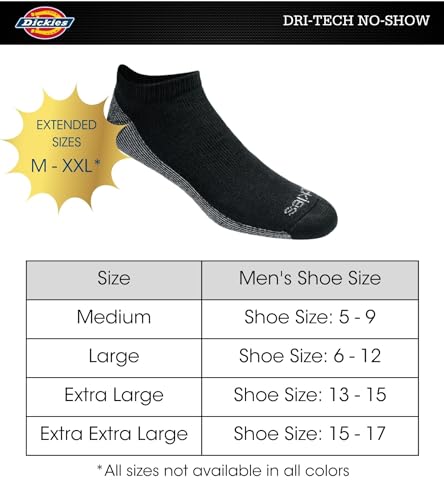 Dickies
DRI-TECH NO-SHOW
EXTENDED
SIZES
M - XXL*
Dickies
Size Men's Shoe Size
Medium Shoe Size: 5 - 9
Large Shoe Size: 6 - 12
Extra Large Shoe Size: 13 - 15
Extra Extra Large Shoe Size: 15 - 17
*All sizes not available in all colors